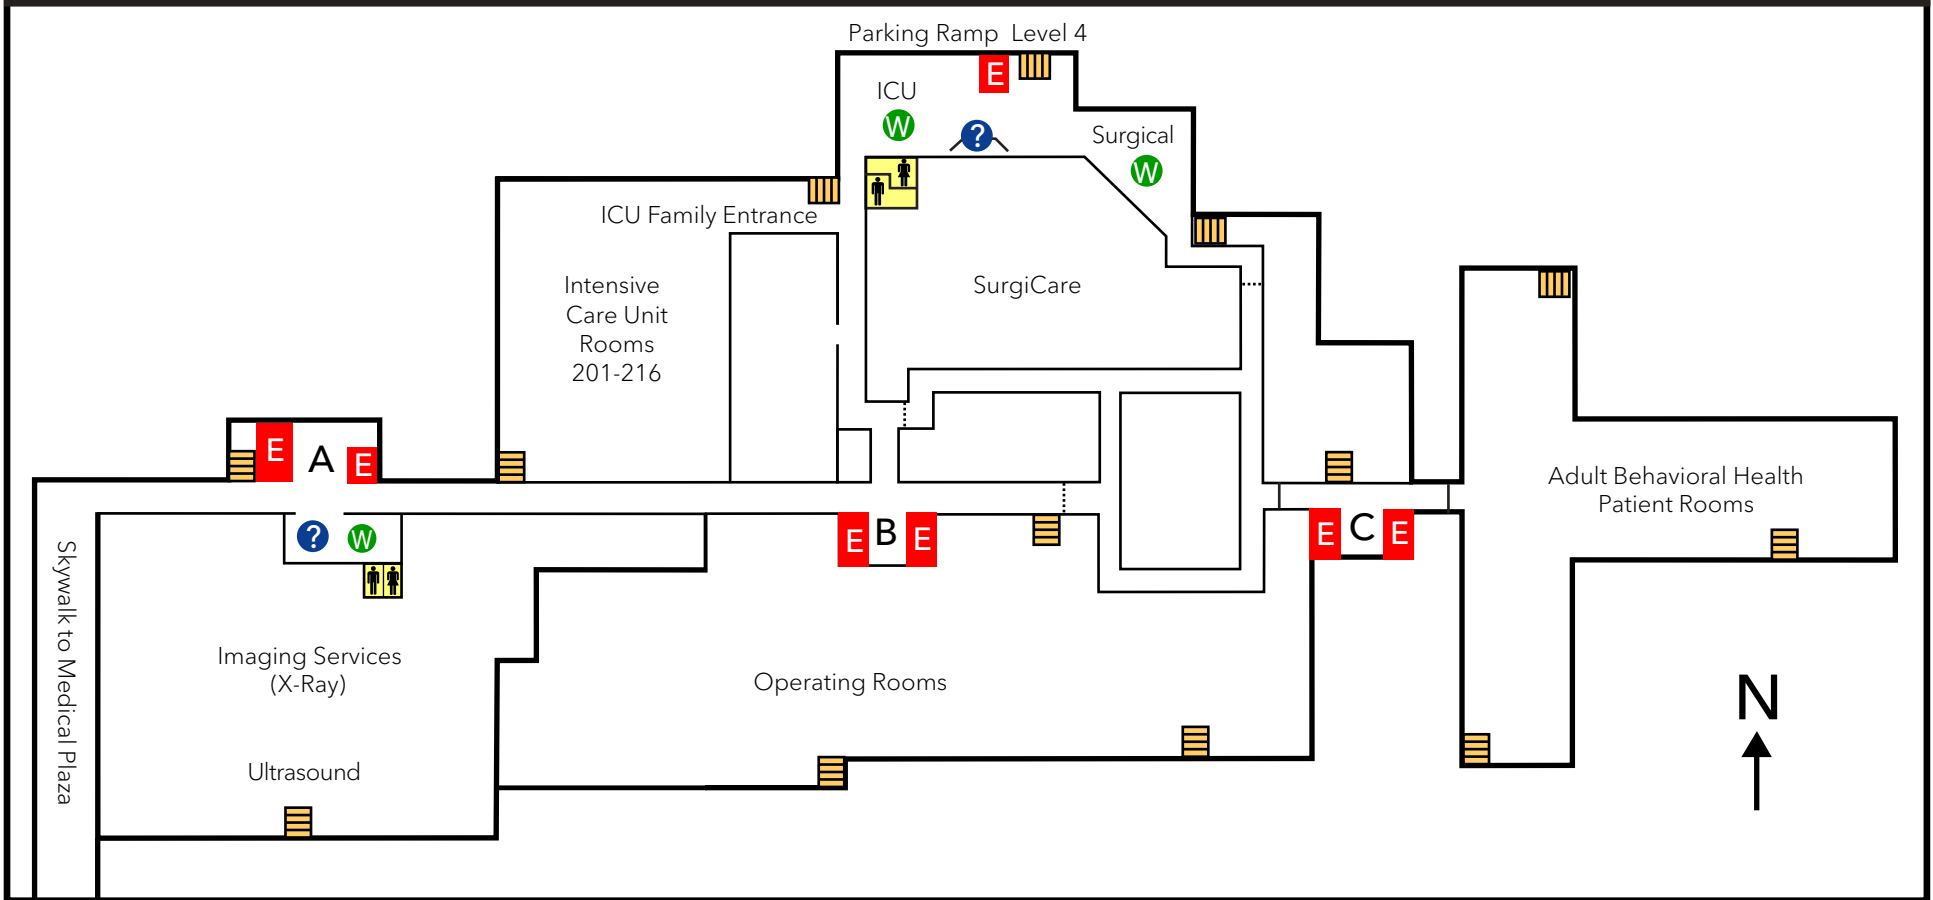 Parking Ramp Level 4
E
ICU
W
?
Surgical
W
ICU Family Entrance
Intensive
Care Unit
Rooms
201-216
SurgiCare
E
A
E
?
W
E
B
E
E
C
E
Adult Behavioral Health
Patient Rooms
Skywalk to Medical Plaza
Imaging Services
(X-Ray)
Operating Rooms
Ultrasound
N